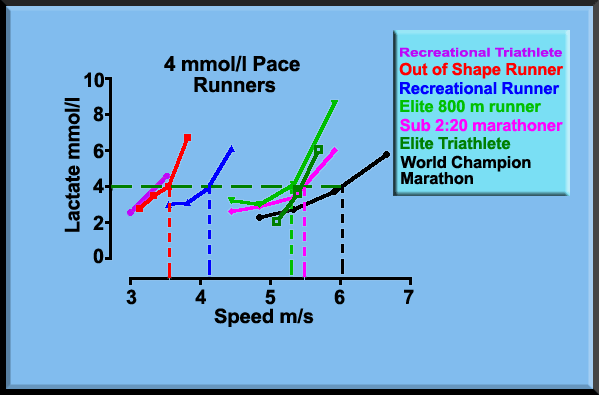 4 mmol/l Pace
Runners
Recreational Triathlete
Out of Shape Runner
Recreational Runner
Elite 800 m runner
Sub 2:20 marathoner
Elite Triathlete
World Champion
Marathon
Lactate mmol/l
10
8
6
4
2
0
3 4 5 6 7
Speed m/s